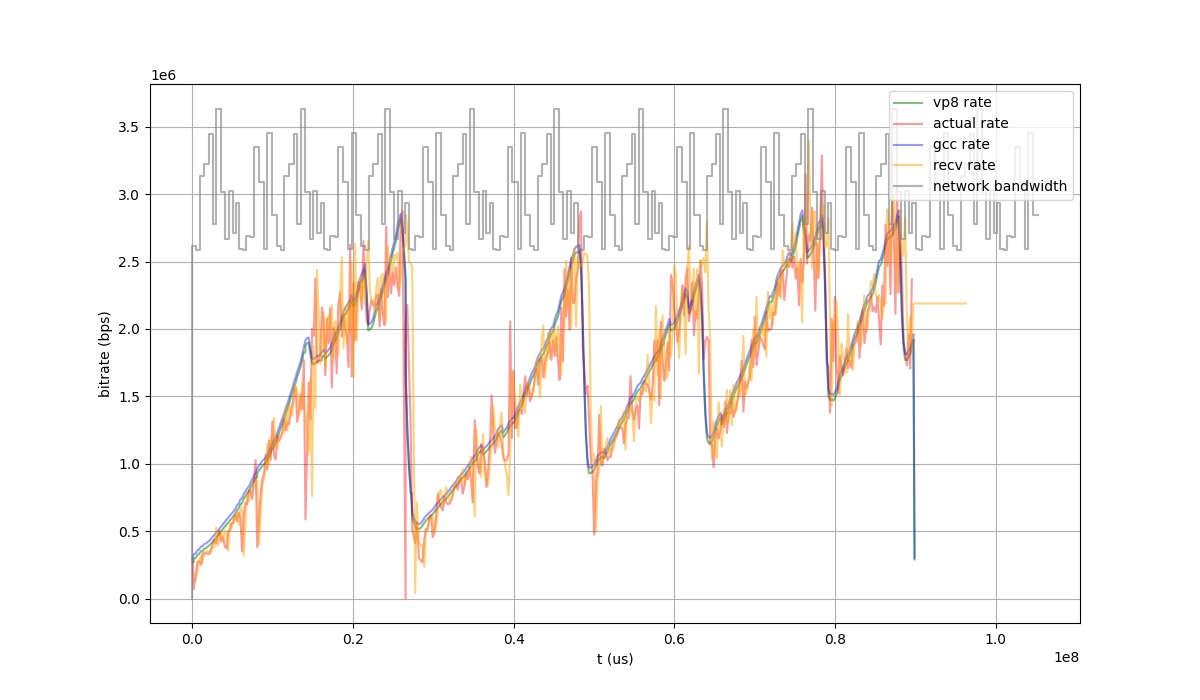 1e6
3.5
3.0
2.5
2.0
1.5
1.0
0.5
0.0
bitrate (bps)
vp8 rate
actual rate
gcc rate
recv rate
network bandwidth
0.0 0.2 0.4 0.6 0.8 1.0
t (us)
1e8